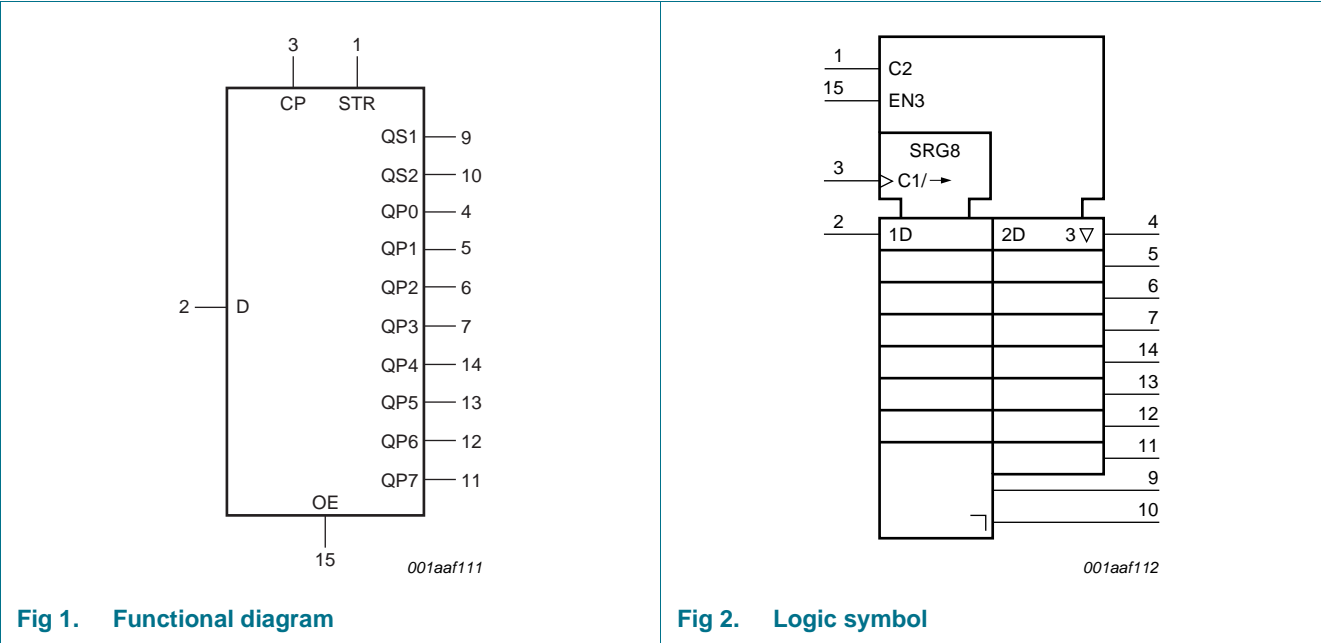 3 1
CP STR
QS1 9
QS2 10
QP0 4
QP1 5
QP2 6
2 D QP3 7
QP4 14
QP5 13
QP6 12
QP7 11
OE
15
001aaf111
Fig 1. Functional diagram
1 C2
15 EN3
SRG8
3 C1/→
2 1D 2D 3▽ 4
5
6
7
14
13
12
11
9
10
001aaf112
Fig 2. Logic symbol